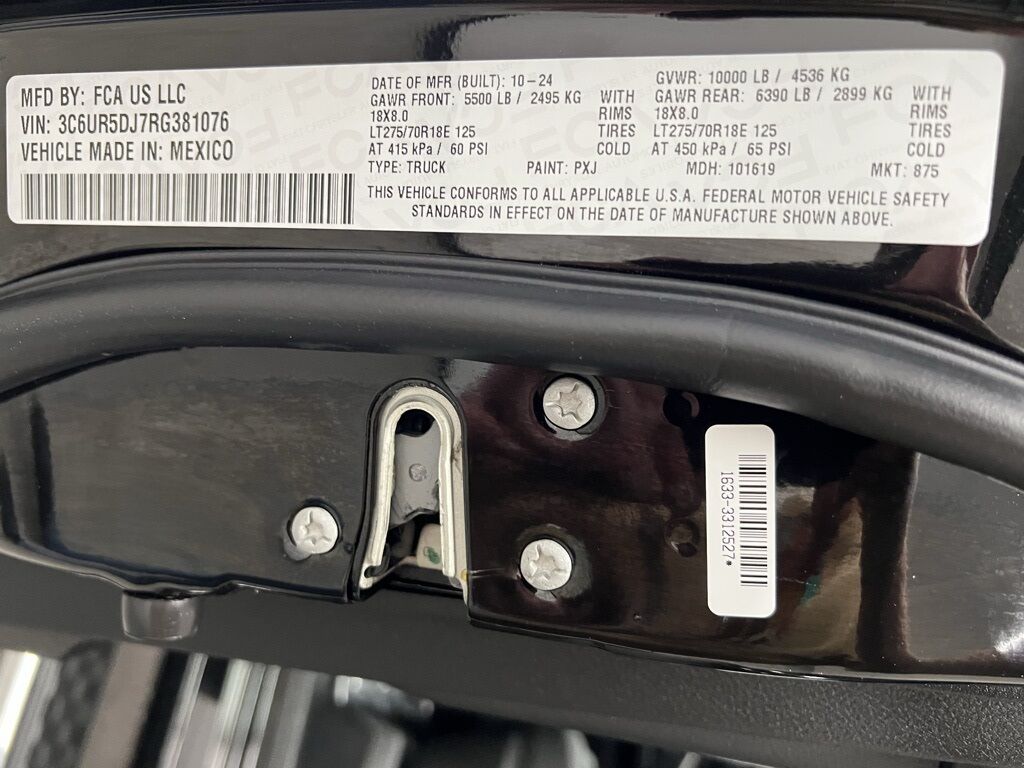 MFD BY: FCA US LLC
VIN: 3C6UR5DJ7RG381076
VEHICLE MADE IN: MEXICO
DATE OF MFR (BUILT): 10-24 GVWR: 10000 LB / 4536 KG
GAWR FRONT: 5500 LB / 2495 KG WITH GAWR REAR: 6390 LB / 2899 KG WITH
18X8.0 RIMS 18X8.0 RIMS
LT275/70R18E 125 TIRES LT275/70R18E 125 TIRES
AT 415 kPa / 60 PSI COLD AT 450 kPa / 65 PSI COLD
TYPE: TRUCK PAINT: PXJ MDH: 101619 MKT: 875
THIS VEHICLE CONFORMS TO ALL APPLICABLE U.S.A. FEDERAL MOTOR VEHICLE SAFETY
STANDARDS IN EFFECT ON THE DATE OF MANUFACTURE SHOWN ABOVE.
1633-3312527*